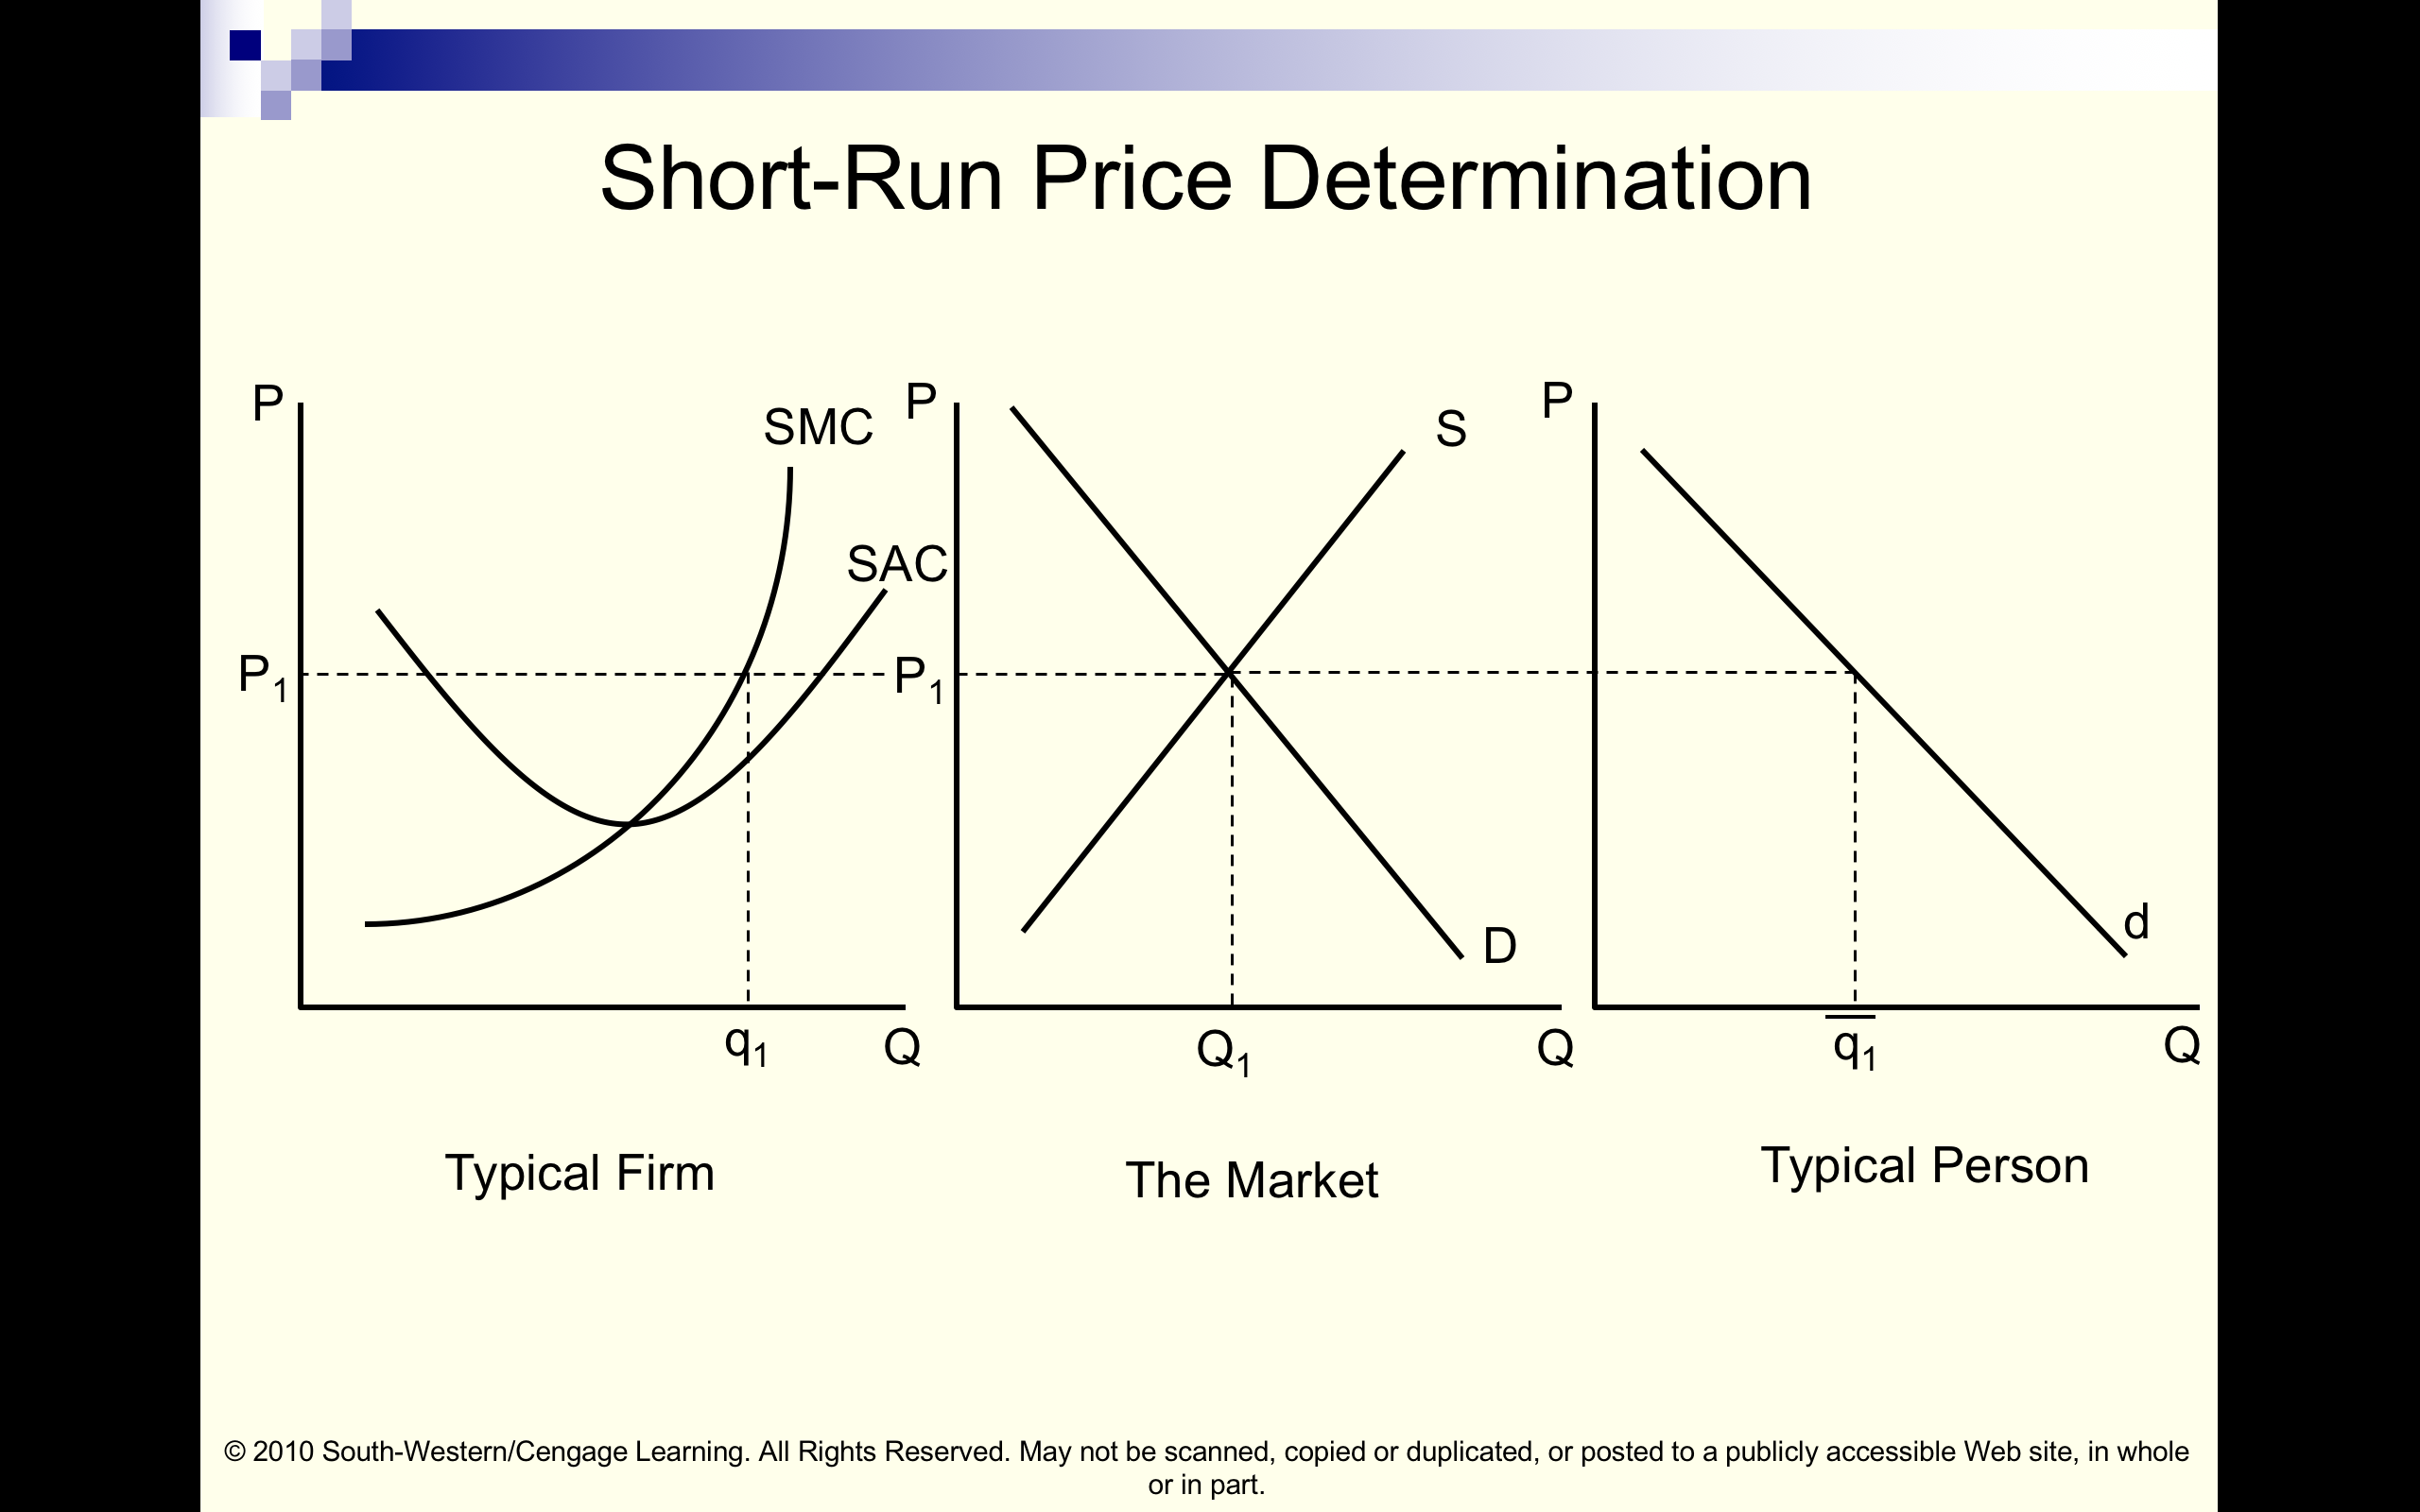 Short-Run Price Determination
P
SMC
SAC
P1
q1
Q
Typical Firm
P
S
P1
D
Q1
Q
The Market
P
d
q̅1
Q
Typical Person
© 2010 South-Western/Cengage Learning. All Rights Reserved. May not be scanned, copied or duplicated, or posted to a publicly accessible Web site, in whole
or in part.